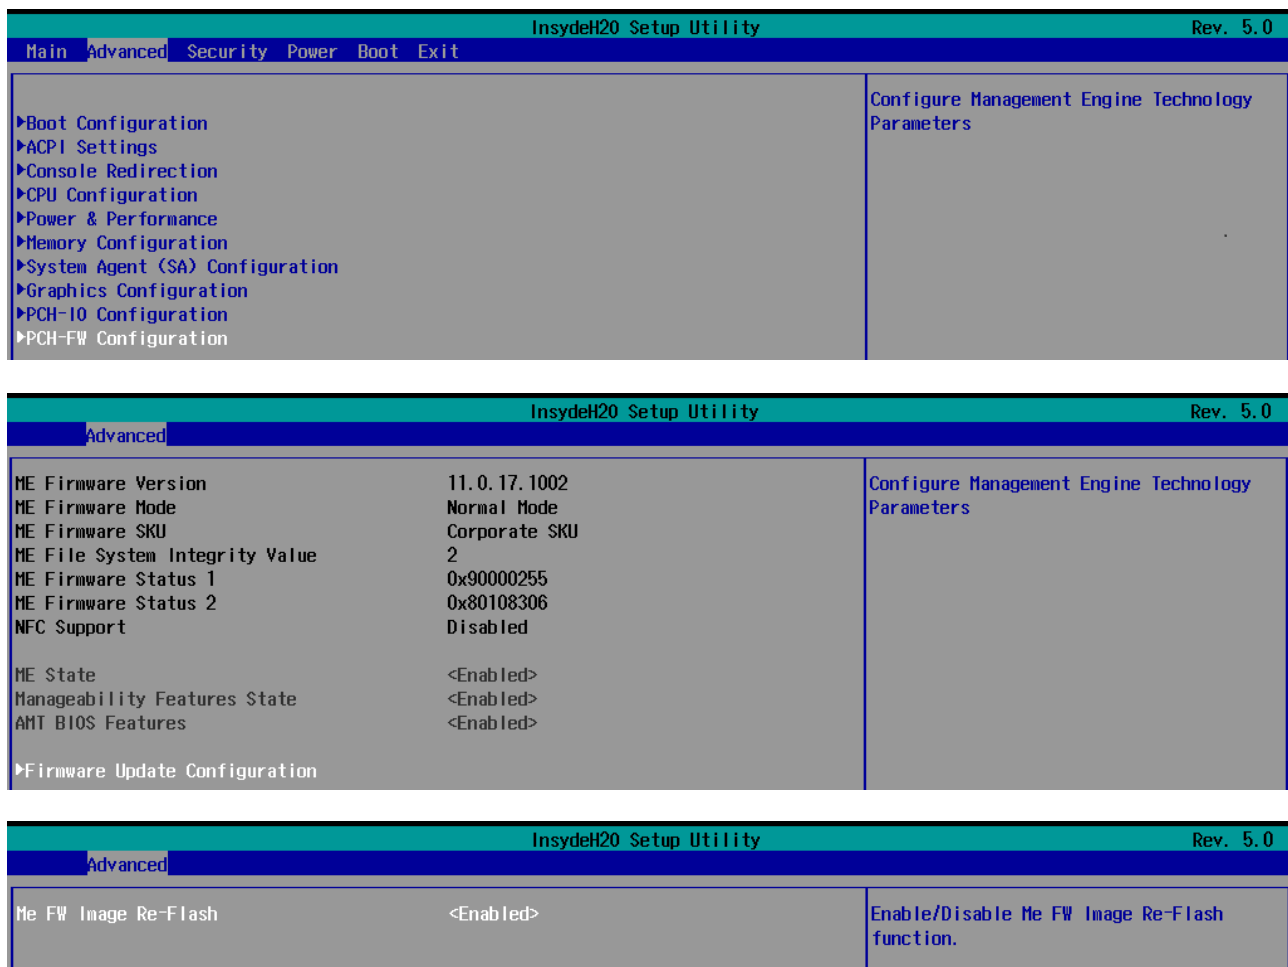 InsydeH20 Setup Utility Rev. 5.0
Main Advanced Security Power Boot Exit
Configure Management Engine Technology
Parameters
▶Boot Configuration
▶ACPI Settings
▶Console Redirection
▶CPU Configuration
▶Power & Performance
▶Memory Configuration
▶System Agent (SA) Configuration
▶Graphics Configuration
▶PCH-IO Configuration
▶PCH-FW Configuration
InsydeH20 Setup Utility Rev. 5.0
Advanced
ME Firmware Version 11.0.17.1002
ME Firmware Mode Normal Mode
ME Firmware SKU Corporate SKU
ME File System Integrity Value 2
ME Firmware Status 1 0x90000255
ME Firmware Status 2 0x80108306
NFC Support Disabled
ME State <Enabled>
Manageability Features State <Enabled>
AMT BIOS Features <Enabled>
▶Firmware Update Configuration
Configure Management Engine Technology
Parameters
InsydeH20 Setup Utility Rev. 5.0
Advanced
Me FW Image Re-Flash <Enabled>
Enable/Disable Me FW Image Re-Flash
function.